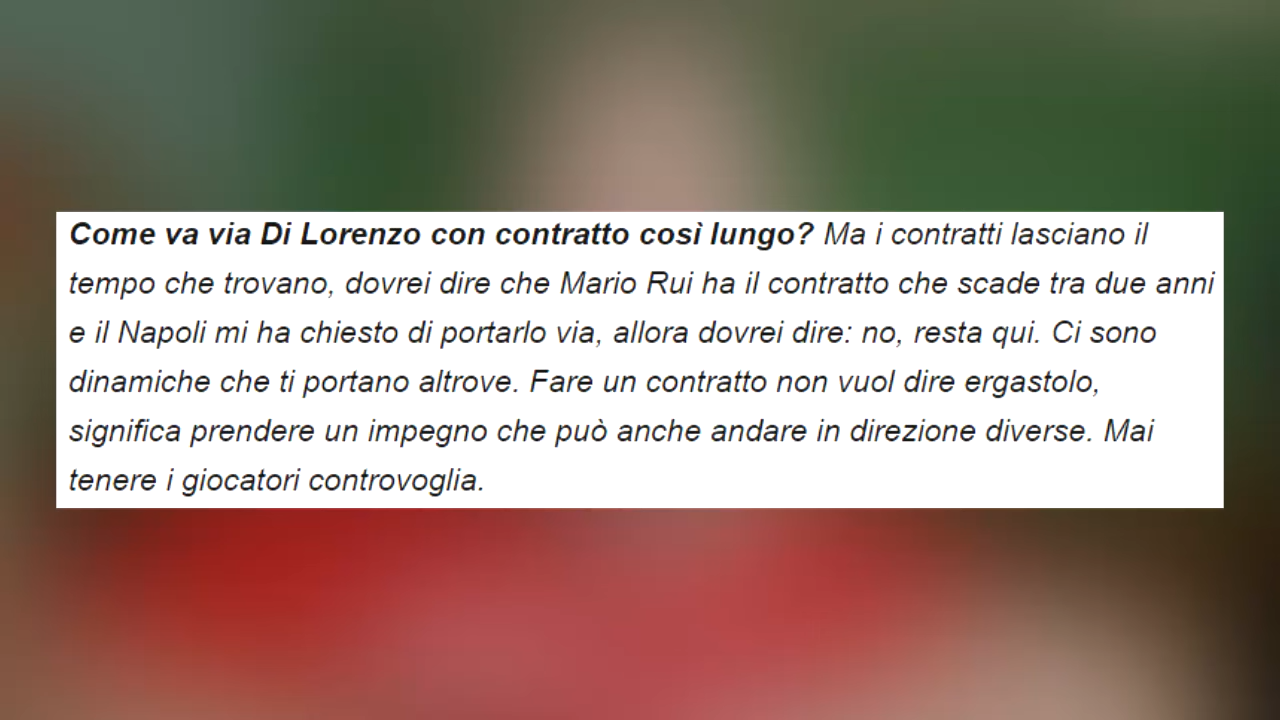 Come va via Di Lorenzo con contratto così lungo? Ma i contratti lasciano il
tempo che trovano, dovrei dire che Mario Rui ha il contratto che scade tra due anni
e il Napoli mi ha chiesto di portarlo via, allora dovrei dire: no, resta qui. Ci sono
dinamiche che ti portano altrove. Fare un contratto non vuol dire ergastolo,
significa prendere un impegno che può anche andare in direzione diverse. Mai
tenere i giocatori controvoglia.